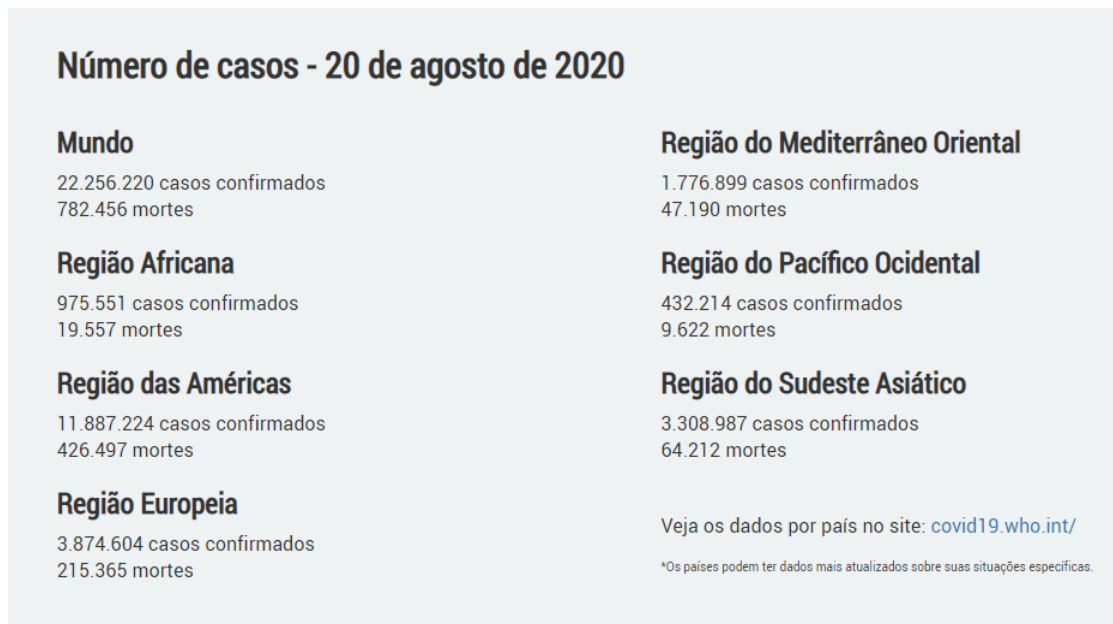 Número de casos - 20 de agosto de 2020
Mundo
22.256.220 casos confirmados
782.456 mortes
Região Africana
975.551 casos confirmados
19.557 mortes
Região das Américas
11.887.224 casos confirmados
426.497 mortes
Região Europeia
3.874.604 casos confirmados
215.365 mortes
Região do Mediterrâneo Oriental
1.776.899 casos confirmados
47.190 mortes
Região do Pacífico Ocidental
432.214 casos confirmados
9.622 mortes
Região do Sudeste Asiático
3.308.987 casos confirmados
64.212 mortes
Veja os dados por país no site: covid19.who.int/
*Os países podem ter dados mais atualizados sobre suas situações específicas.